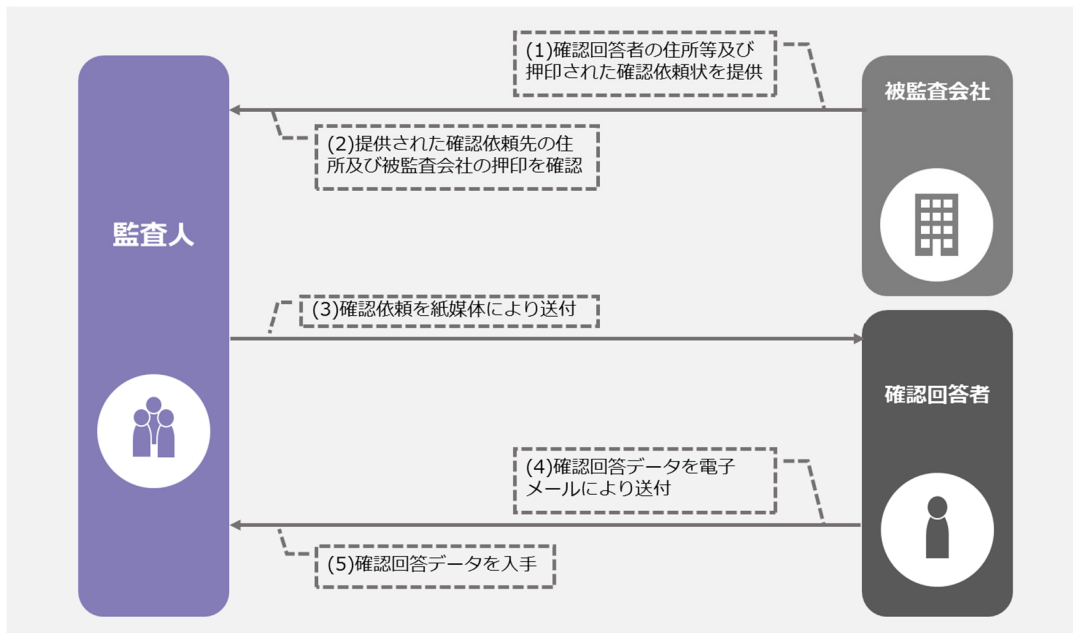 (1)確認回答者の住所等及び
押印された確認依頼状を提供
被監査会社
(2)提供された確認依頼先の住
所及び被監査会社の押印を確認
監査人
(3)確認依頼を紙媒体により送付
確認回答者
(4)確認回答データを電子
メールにより送付
(5)確認回答データを入手